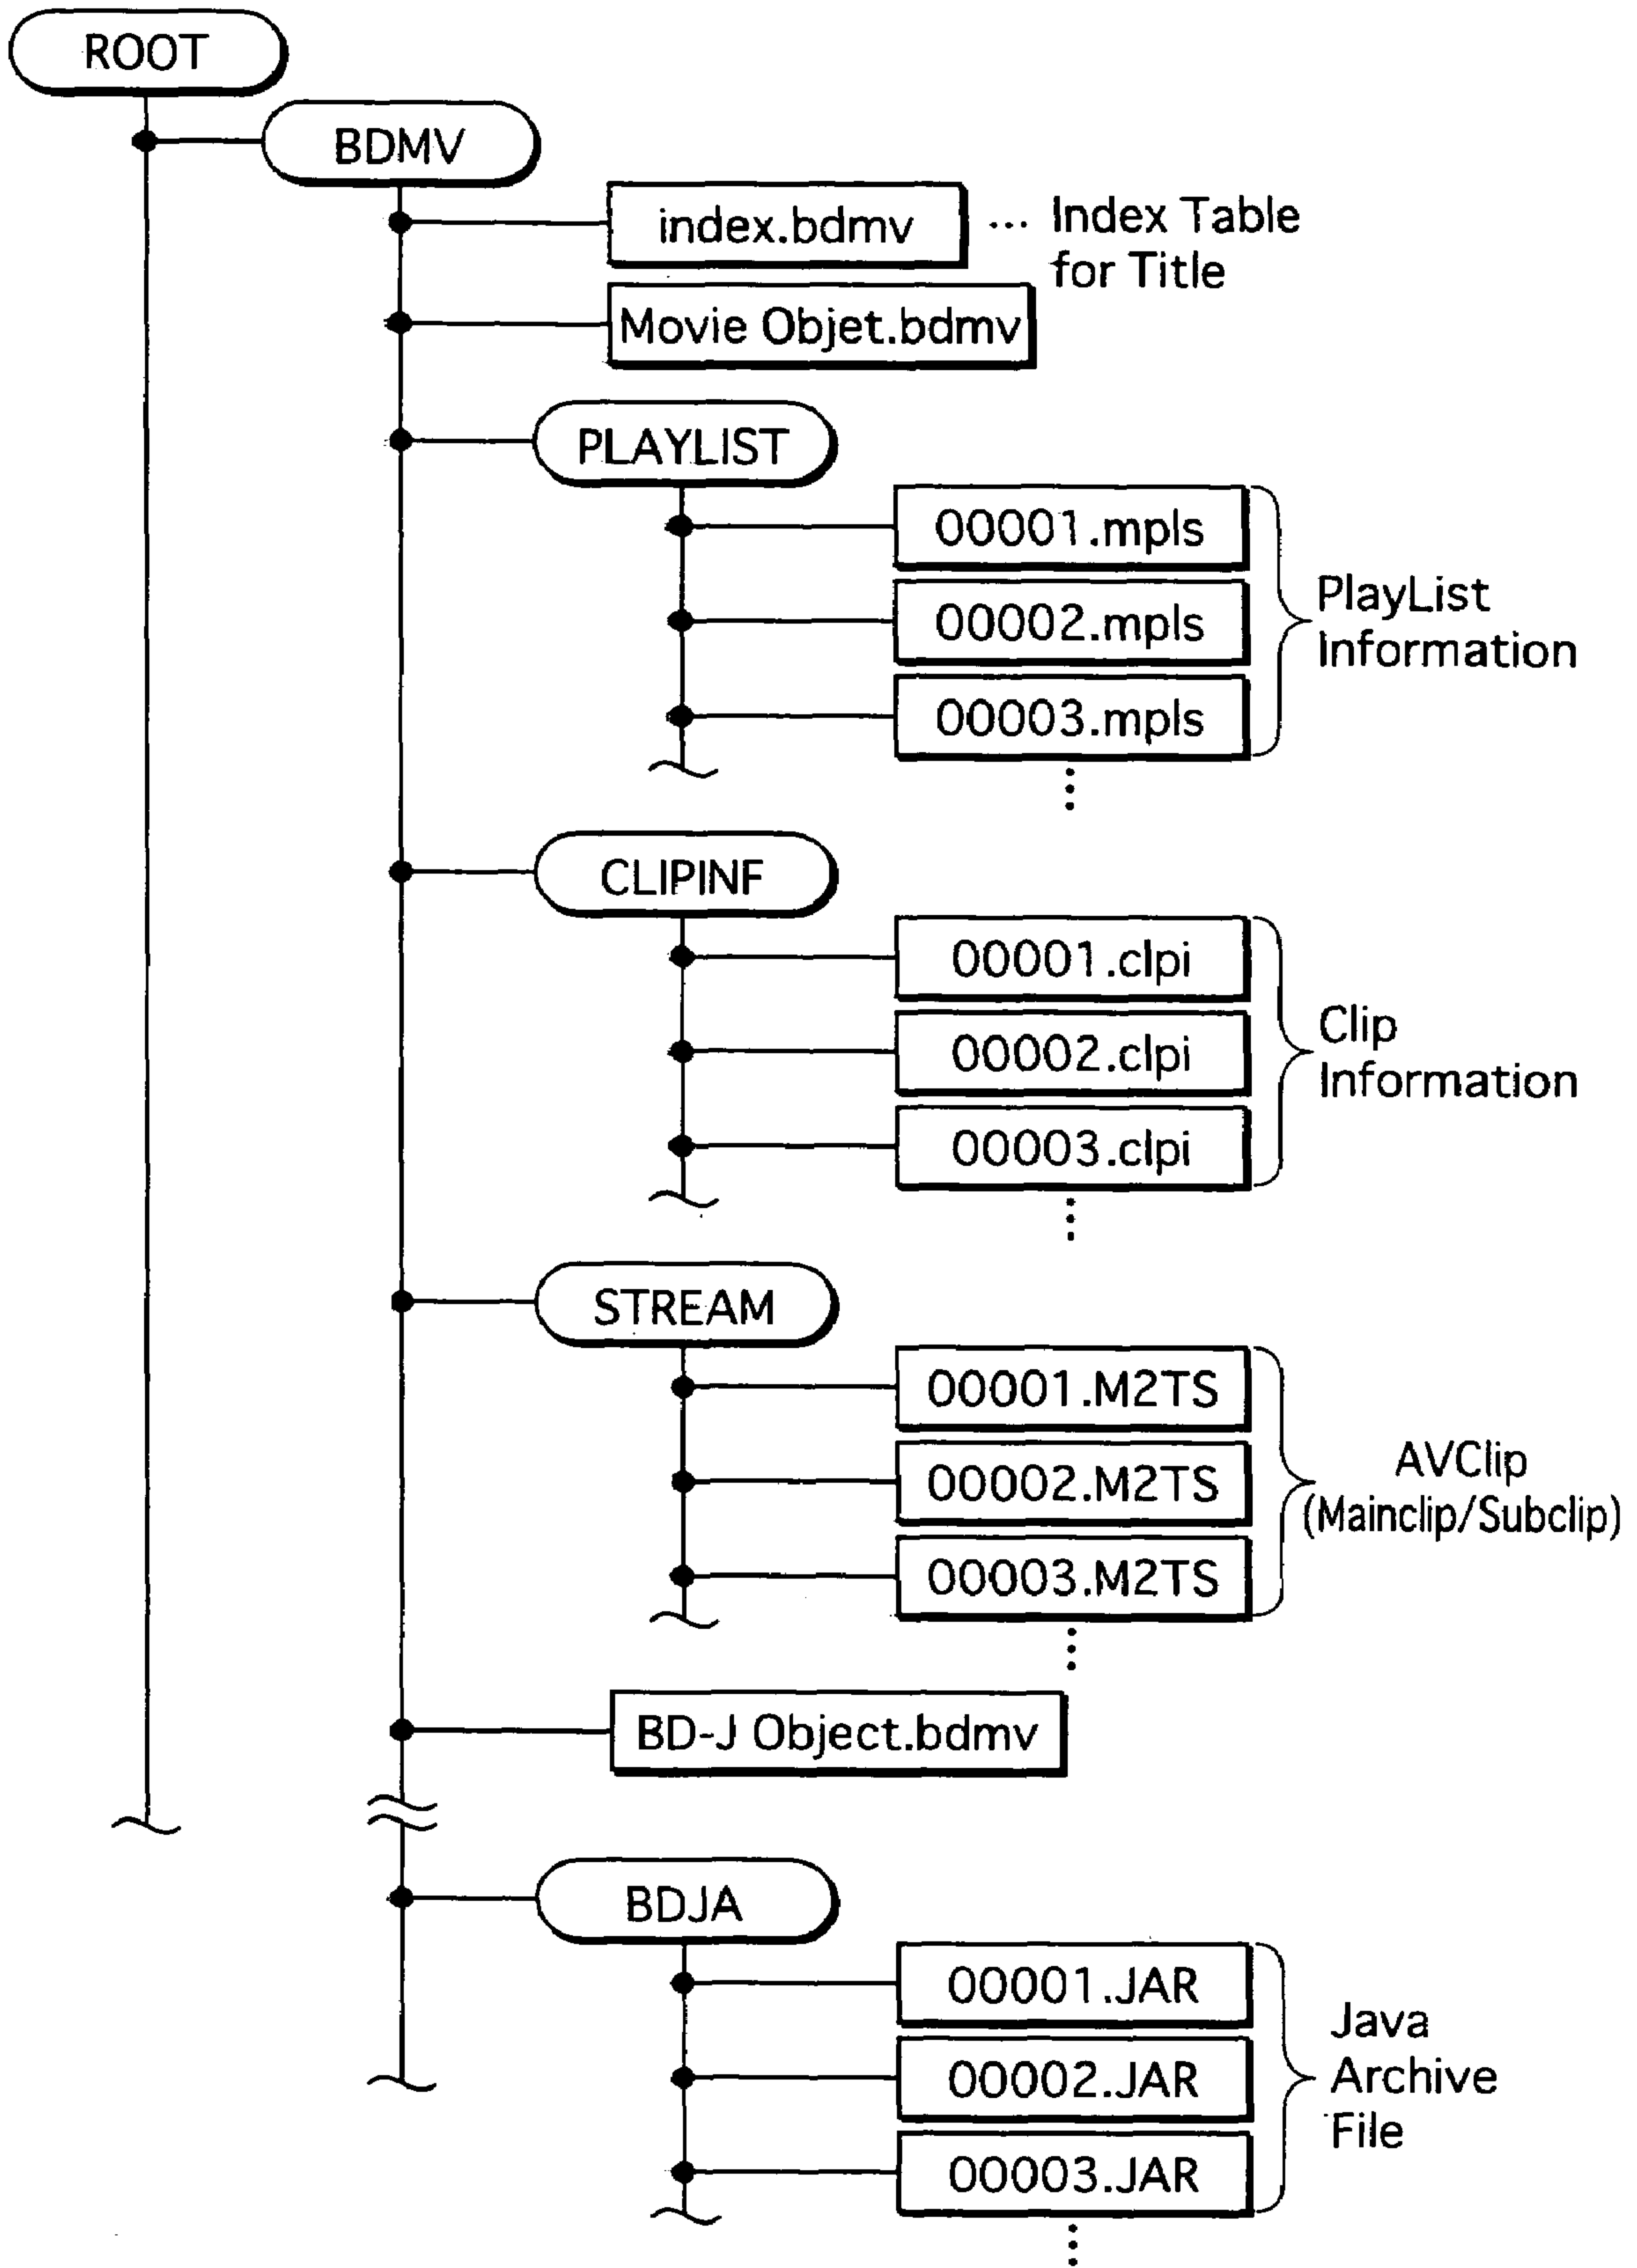 ROOT
BDMV
index.bdmv ... Index Table
for Title
Movie Objet.bdmv
PLAYLIST
00001.mpls
00002.mpls
00003.mpls
PlayList
Information
CLIPINF
00001.clpi
00002.clpi
00003.clpi
Clip
Information
STREAM
00001.M2TS
00002.M2TS
00003.M2TS
AVClip
(Mainclip/Subclip)
BD-J Object.bdmv
BDJA
00001.JAR
00002.JAR
00003.JAR
Java
Archive
File